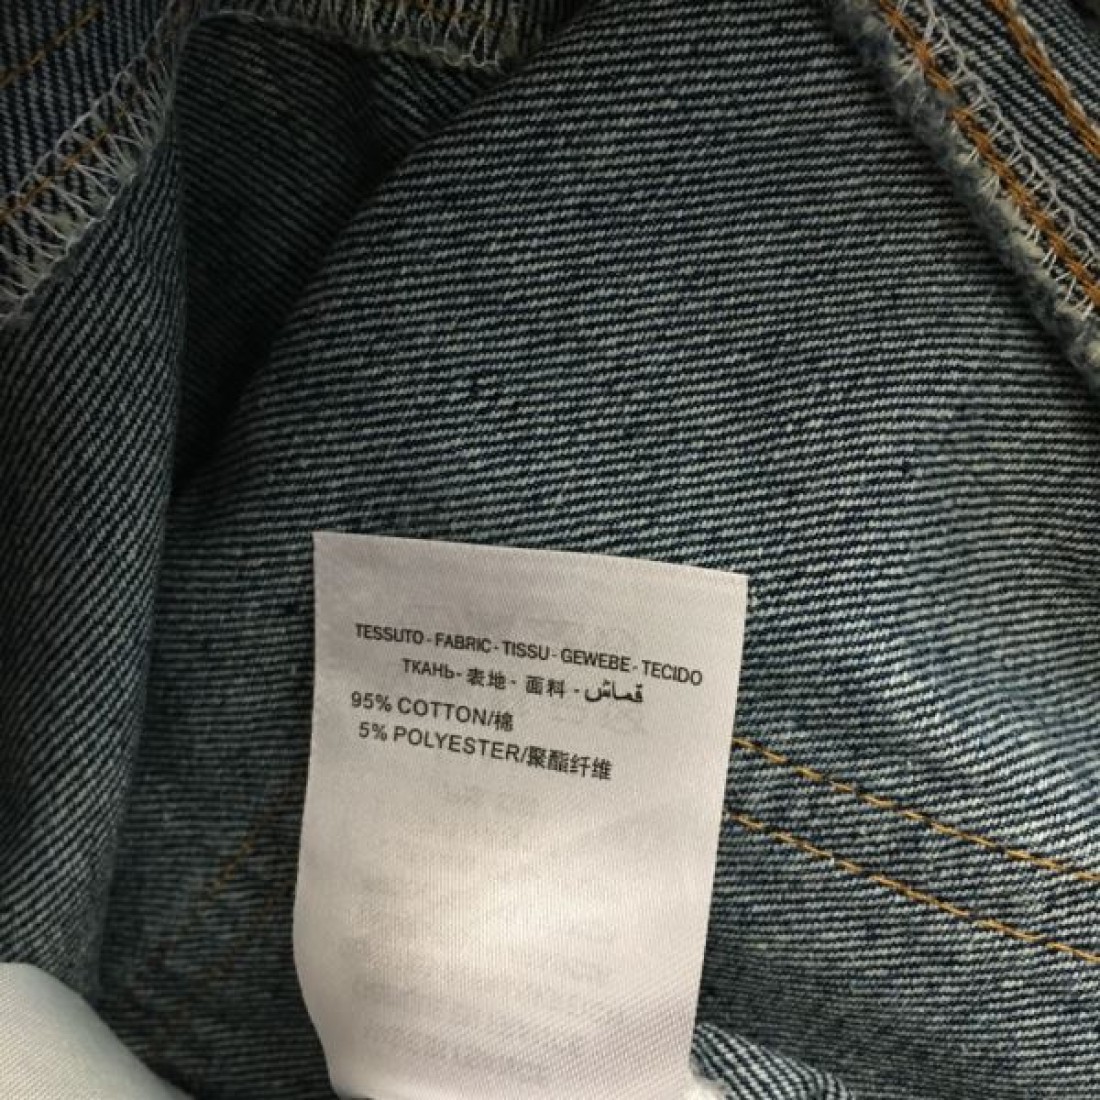 TESSUTO - FABRIC - TISSU - GEWEBE - TECIDO
ТКАНЬ - 表地 - 面料 - قماش
95% COTTON/棉
5% POLYESTER/聚酯纤维